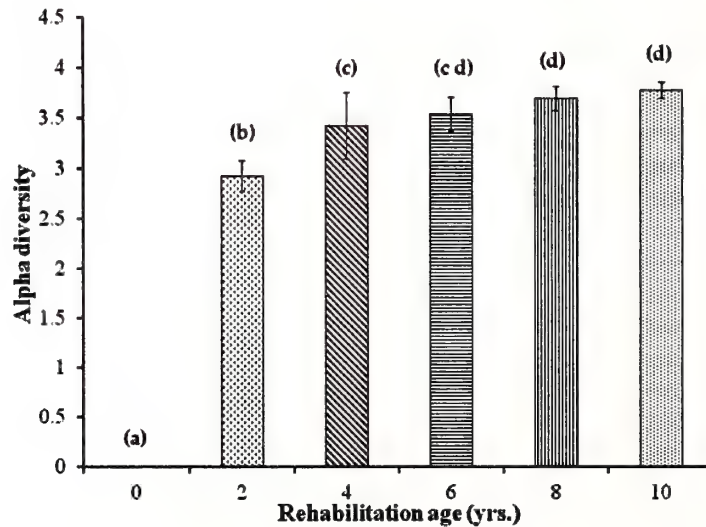 4.5
4
3.5
3
2.5
2
1.5
1
0.5
0
Alpha diversity
(a)
(b)
(c)
(c d)
(d)
(d)
0 2 4 6 8 10
Rehabilitation age (yrs.)